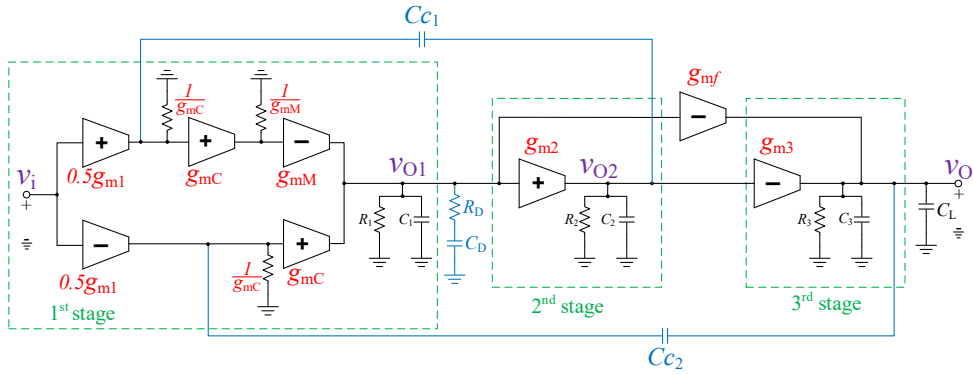 Cc1
gmf
1/gmC
1/gmM
gm2
gm3
+
+
−
−
vi
+
0.5gm1
gmC
gmM
vO1
vO2
vO
+
RD
+
−
−
+
R1
C1
CD
R2
C2
R3
C3
CL
0.5gm1
1/gmC
gmC
1st stage
2nd stage
3rd stage
Cc2